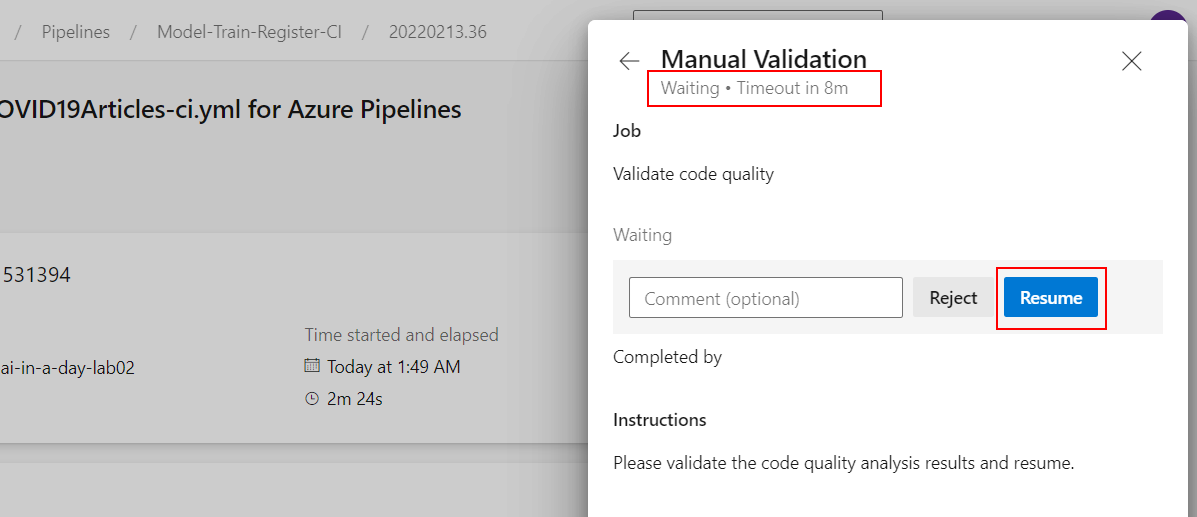 / Pipelines / Model-Train-Register-CI / 20220213.36
OVID19Articles-ci.yml for Azure Pipelines
531394
Time started and elapsed
ai-in-a-day-lab02
Today at 1:49 AM
2m 24s
Manual Validation
Waiting • Timeout in 8m
Job
Validate code quality
Waiting
Comment (optional)
Reject
Resume
Completed by
Instructions
Please validate the code quality analysis results and resume.